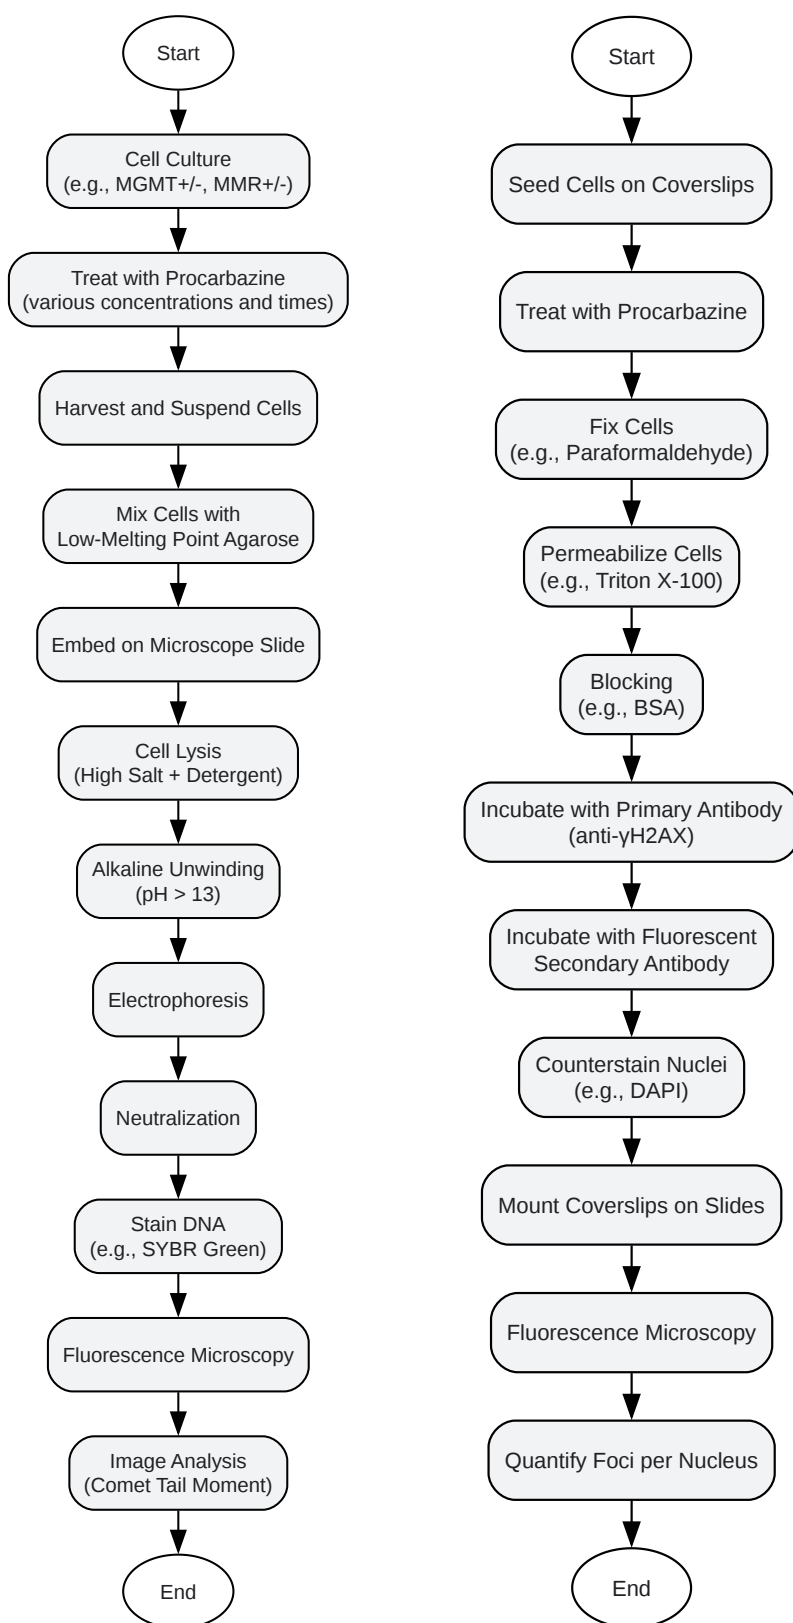 Start
Cell Culture
(e.g., MGMT+/-, MMR+/-)
Treat with Procarbazine
(various concentrations and times)
Harvest and Suspend Cells
Mix Cells with
Low-Melting Point Agarose
Embed on Microscope Slide
Cell Lysis
(High Salt + Detergent)
Alkaline Unwinding
(pH > 13)
Electrophoresis
Neutralization
Stain DNA
(e.g., SYBR Green)
Fluorescence Microscopy
Image Analysis
(Comet Tail Moment)
End
Start
Seed Cells on Coverslips
Treat with Procarbazine
Fix Cells
(e.g., Paraformaldehyde)
Permeabilize Cells
(e.g., Triton X-100)
Blocking
(e.g., BSA)
Incubate with Primary Antibody
(anti-γH2AX)
Incubate with Fluorescent
Secondary Antibody
Counterstain Nuclei
(e.g., DAPI)
Mount Coverslips on Slides
Fluorescence Microscopy
Quantify Foci per Nucleus
End